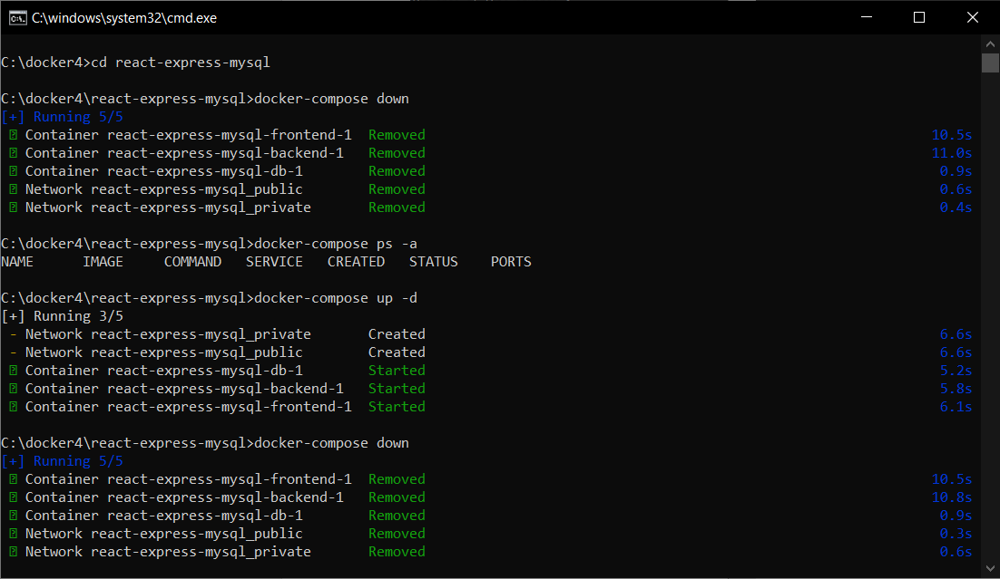 C:\windows\system32\cmd.exe
C:\docker4>cd react-express-mysql
C:\docker4\react-express-mysql>docker-compose down
[+] Running 5/5
Container react-express-mysql-frontend-1 Removed 10.5s
Container react-express-mysql-backend-1 Removed 11.0s
Container react-express-mysql-db-1 Removed 0.9s
Network react-express-mysql_public Removed 0.6s
Network react-express-mysql_private Removed 0.4s
C:\docker4\react-express-mysql>docker-compose ps -a
NAME IMAGE COMMAND SERVICE CREATED STATUS PORTS
C:\docker4\react-express-mysql>docker-compose up -d
[+] Running 3/5
- Network react-express-mysql_private Created 6.6s
- Network react-express-mysql_public Created 6.6s
Container react-express-mysql-db-1 Started 5.2s
Container react-express-mysql-backend-1 Started 5.8s
Container react-express-mysql-frontend-1 Started 6.1s
C:\docker4\react-express-mysql>docker-compose down
[+] Running 5/5
Container react-express-mysql-frontend-1 Removed 10.5s
Container react-express-mysql-backend-1 Removed 10.8s
Container react-express-mysql-db-1 Removed 0.9s
Network react-express-mysql_public Removed 0.3s
Network react-express-mysql_private Removed 0.6s